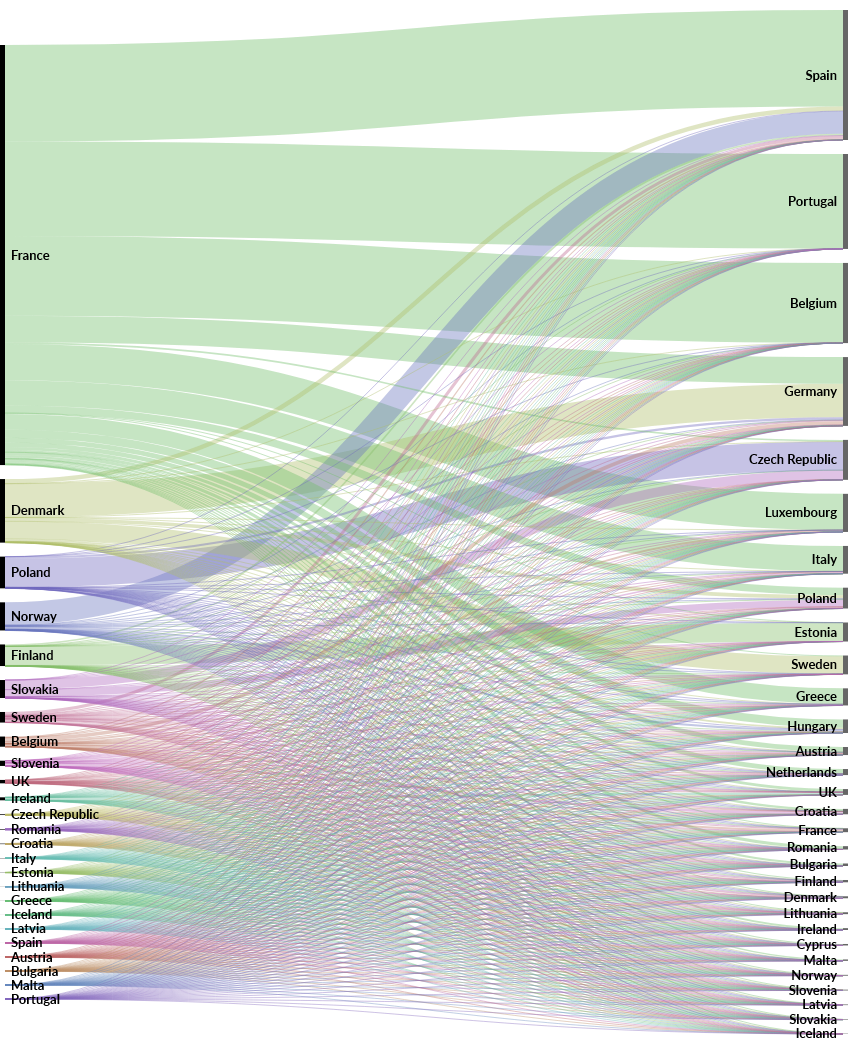 France
Denmark
Poland
Norway
Finland
Slovakia
Sweden
Belgium
Slovenia
UK
Ireland
Czech Republic
Romania
Croatia
Italy
Estonia
Lithuania
Greece
Iceland
Latvia
Spain
Austria
Bulgaria
Malta
Portugal
Spain
Portugal
Belgium
Germany
Czech Republic
Luxembourg
Italy
Poland
Estonia
Sweden
Greece
Hungary
Austria
Netherlands
UK
Croatia
France
Romania
Bulgaria
Finland
Denmark
Lithuania
Ireland
Cyprus
Malta
Norway
Slovenia
Latvia
Slovakia
Iceland